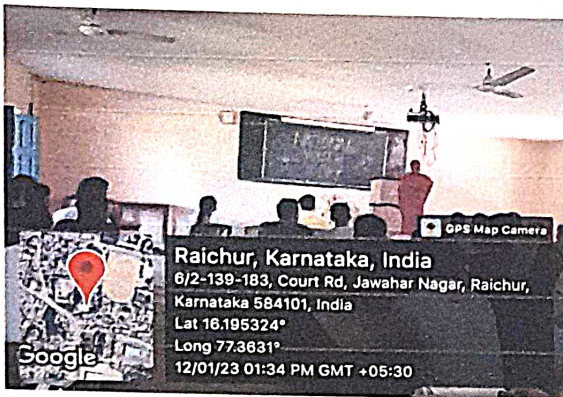 GPS Map Camera
Raichur, Karnataka, India
6/2-139-183, Court Rd, Jawahar Nagar, Raichur,
Karnataka 584101, India
Lat 16.195324°
Long 77.3631°
12/01/23 01:34 PM GMT +05:30
Google